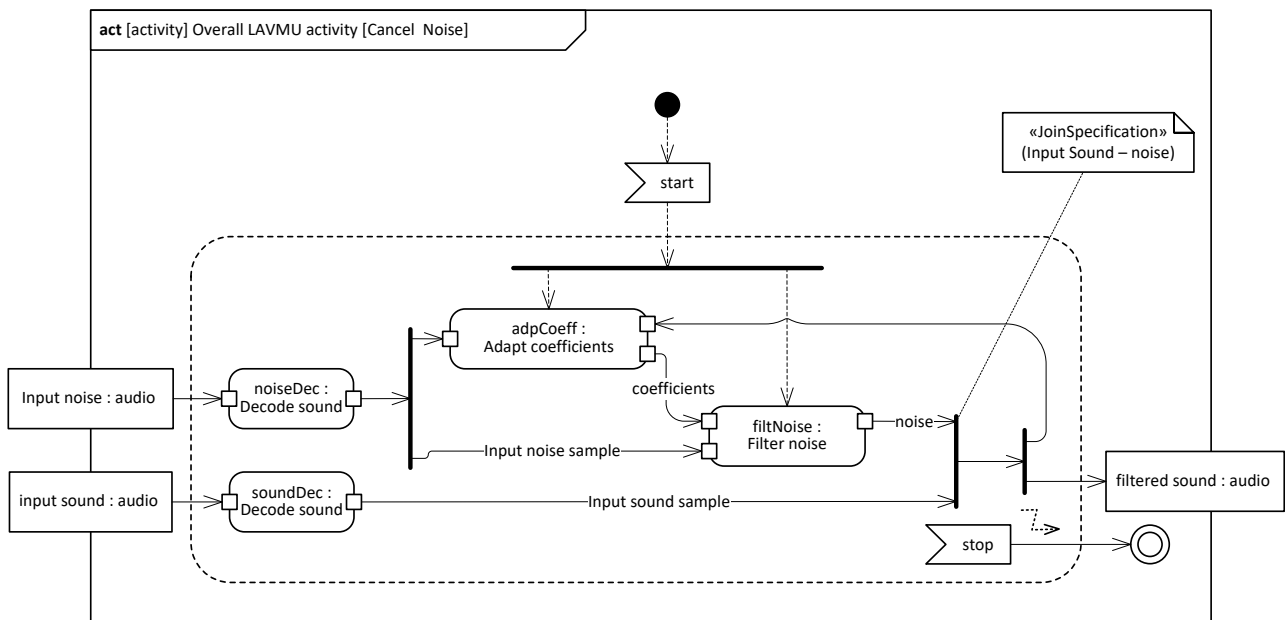 act [activity] Overall LAVMU activity [Cancel  Noise]
«JoinSpecification»
(Input Sound – noise)
start
adpCoeff :
Adapt coefficients
coefficients
Input noise : audio
noiseDec :
Decode sound
filtNoise :
Filter noise
noise
Input noise sample
input sound : audio
soundDec :
Decode sound
Input sound sample
filtered sound : audio
stop